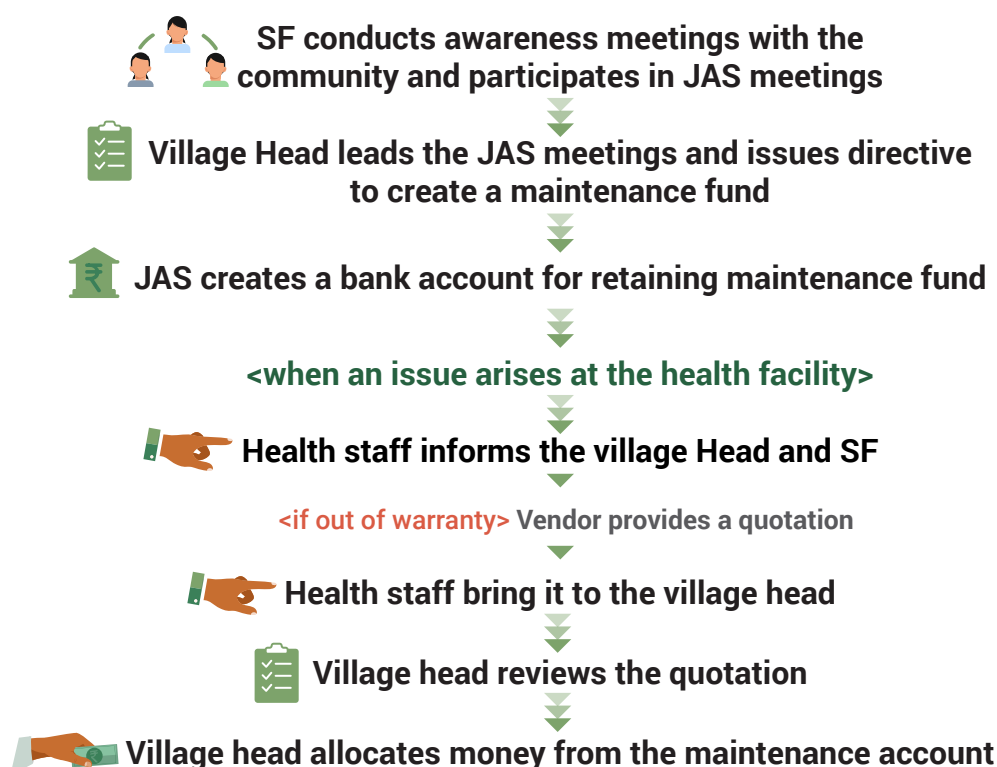 SF conducts awareness meetings with the
community and participates in JAS meetings
Village Head leads the JAS meetings and issues directive
to create a maintenance fund
₹
JAS creates a bank account for retaining maintenance fund
<when an issue arises at the health facility>
Health staff informs the village Head and SF
<if out of warranty> Vendor provides a quotation
Health staff bring it to the village head
Village head reviews the quotation
Village head allocates money from the maintenance account